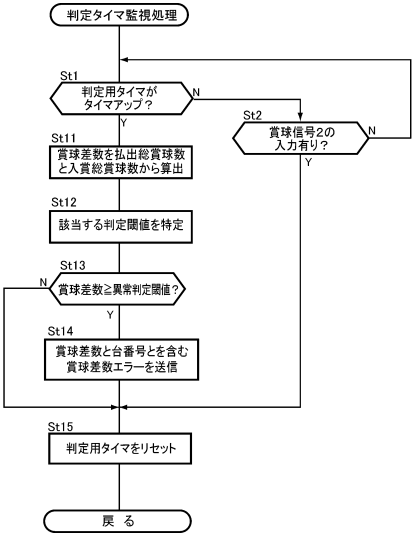 判定タイマ監視処理
St1
判定用タイマが
タイマアップ?
N
Y
St2
賞球信号2の
入力有り?
N
Y
St11
賞球差数を払出総賞球数
と入賞総賞球数から算出
St12
該当する判定閾値を特定
St13
賞球差数≧異常判定閾値?
N
Y
St14
賞球差数と台番号とを含む
賞球差数エラーを送信
St15
判定用タイマをリセット
戻 る